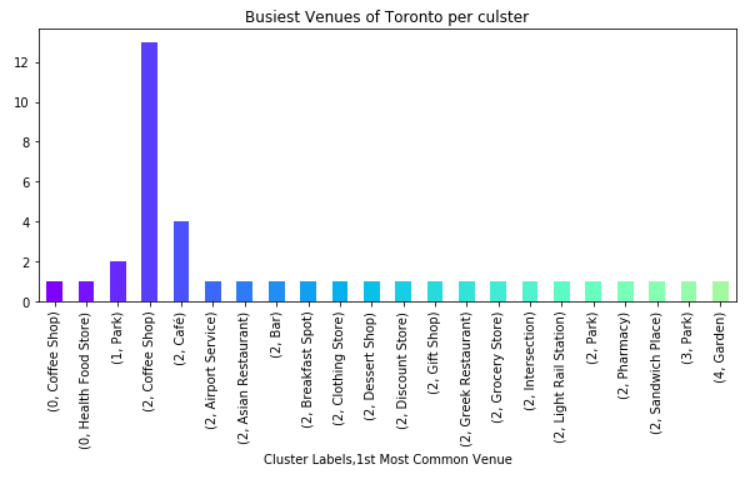 Busiest Venues of Toronto per culster
12
10
8
6
4
2
0
(0, Coffee Shop)
(0, Health Food Store)
(1, Park)
(2, Coffee Shop)
(2, Café)
(2, Airport Service)
(2, Asian Restaurant)
(2, Bar)
(2, Breakfast Spot)
(2, Clothing Store)
(2, Dessert Shop)
(2, Discount Store)
(2, Gift Shop)
(2, Greek Restaurant)
(2, Grocery Store)
(2, Intersection)
(2, Light Rail Station)
(2, Park)
(2, Pharmacy)
(2, Sandwich Place)
(3, Park)
(4, Garden)
Cluster Labels,1st Most Common Venue